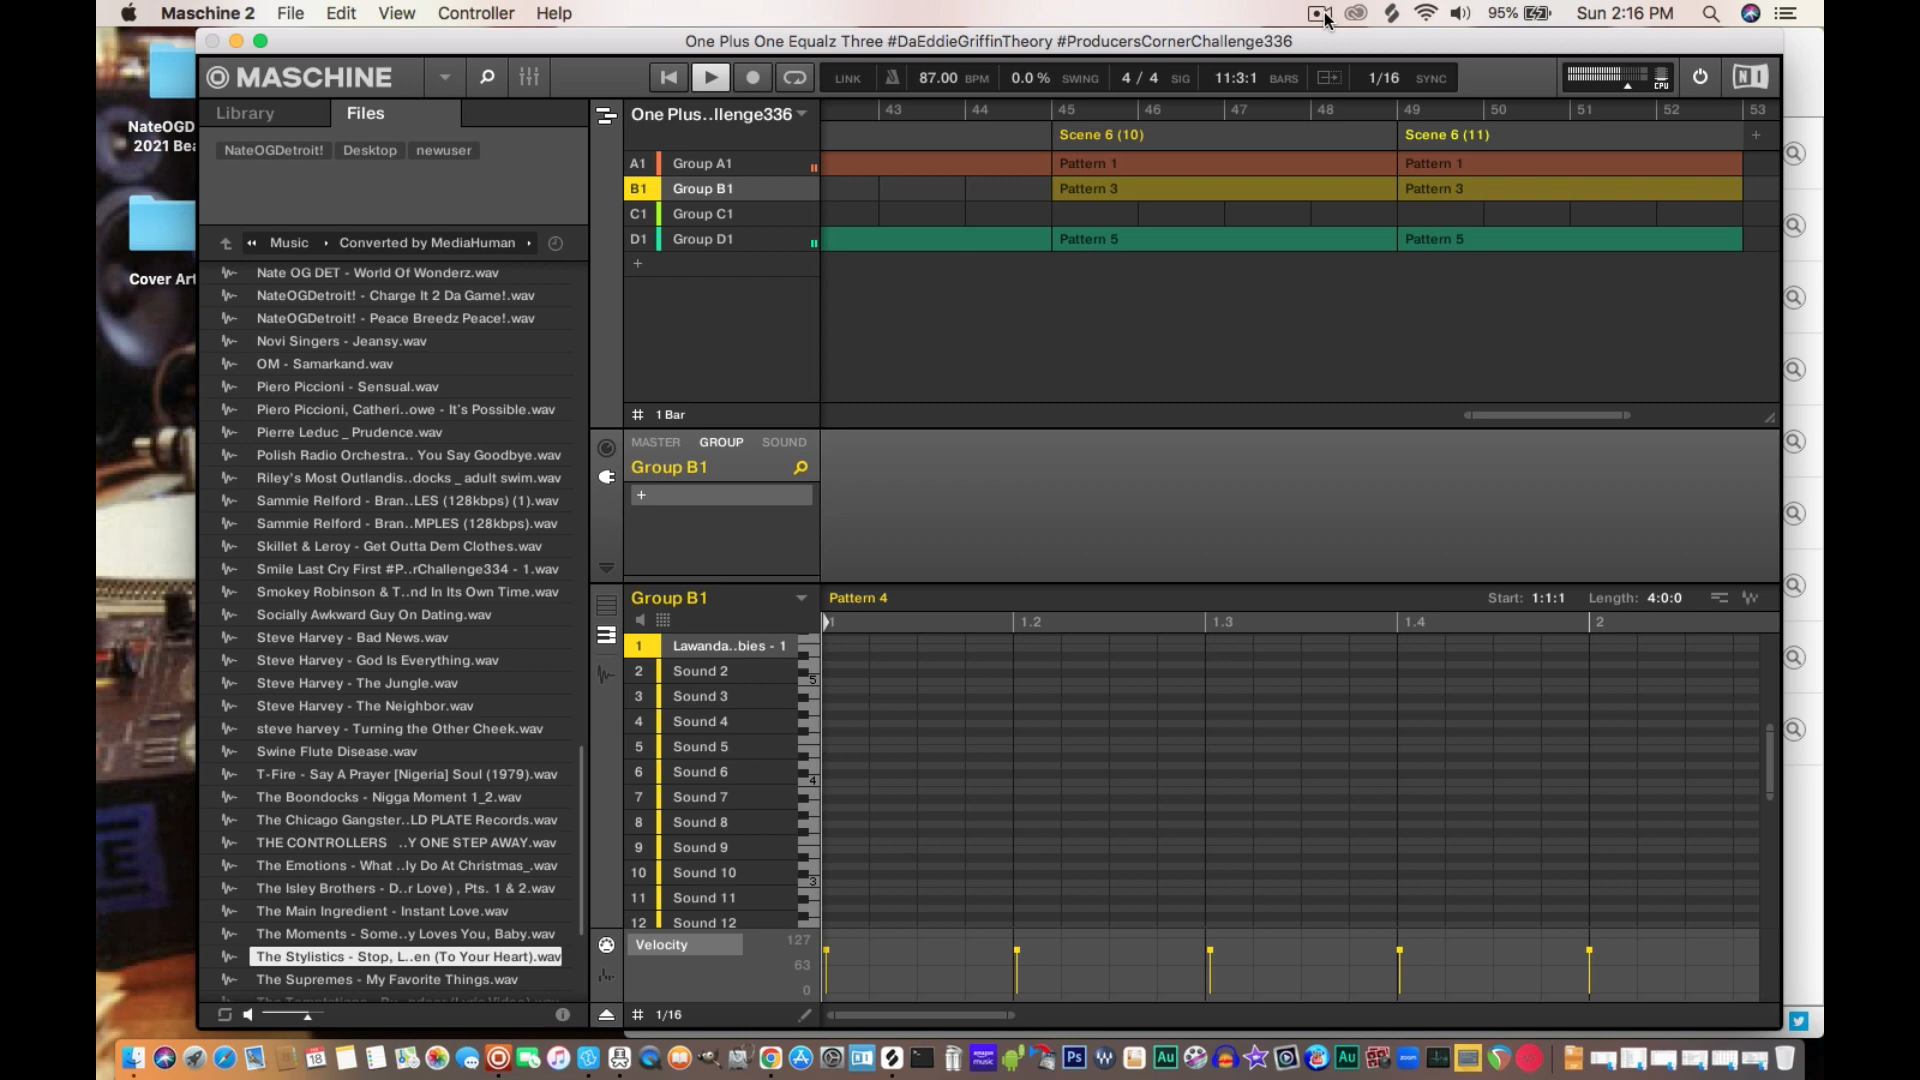 Maschine 2 File Edit View Controller Help 95% Sun 2:16 PM
One Plus One Equalz Three #DaEddieGriffinTheory #ProducersCornerChallenge336
MASCHINE LINK 87.00 BPM 0.0 % SWING 4 / 4 SIG 11:3:1 BARS 1/16 SYNC CPU NI
Library Files
NateOGDetroit! Desktop newuser
NateOGD
2021 Bea
Cover Art
Music Converted by MediaHuman
Nate OG DET - World Of Wonderz.wav
NateOGDetroit! - Charge It 2 Da Game!.wav
NateOGDetroit! - Peace Breedz Peace!.wav
Novi Singers - Jeansy.wav
OM - Samarkand.wav
Piero Piccioni - Sensual.wav
Piero Piccioni, Catheri..owe - It's Possible.wav
Pierre Leduc _ Prudence.wav
Polish Radio Orchestra.. You Say Goodbye.wav
Riley's Most Outlandis..docks _ adult swim.wav
Sammie Relford - Bran..LES (128kbps) (1).wav
Sammie Relford - Bran..MPLES (128kbps).wav
Skillet & Leroy - Get Outta Dem Clothes.wav
Smile Last Cry First #P..rChallenge334 - 1.wav
Smokey Robinson & T..nd In Its Own Time.wav
Socially Awkward Guy On Dating.wav
Steve Harvey - Bad News.wav
Steve Harvey - God Is Everything.wav
Steve Harvey - The Jungle.wav
Steve Harvey - The Neighbor.wav
steve harvey - Turning the Other Cheek.wav
Swine Flute Disease.wav
T-Fire - Say A Prayer [Nigeria] Soul (1979).wav
The Boondocks - Nigga Moment 1_2.wav
The Chicago Gangster..LD PLATE Records.wav
THE CONTROLLERS ..Y ONE STEP AWAY.wav
The Emotions - What ..ly Do At Christmas_.wav
The Isley Brothers - D..r Love) , Pts. 1 & 2.wav
The Main Ingredient - Instant Love.wav
The Moments - Some..y Loves You, Baby.wav
The Stylistics - Stop, L..en (To Your Heart).wav
The Supremes - My Favorite Things.wav
One Plus..llenge336 43 44 45 46 47 48 49 50 51 52 53
Scene 6 (10) Scene 6 (11)
A1 Group A1 Pattern 1 Pattern 1
B1 Group B1 Pattern 3 Pattern 3
C1 Group C1
D1 Group D1 Pattern 5 Pattern 5
1 Bar
MASTER GROUP SOUND
Group B1
Group B1 Pattern 4 Start: 1:1:1 Length: 4:0:0
1 1.2 1.3 1.4 2
1 Lawanda..bies - 1
2 Sound 2
3 Sound 3
4 Sound 4
5 Sound 5
6 Sound 6
7 Sound 7
8 Sound 8
9 Sound 9
10 Sound 10
11 Sound 11
12 Sound 12
5
4
3
Velocity 127
63
0
1/16
18 amazon music Ps Au Au zoom